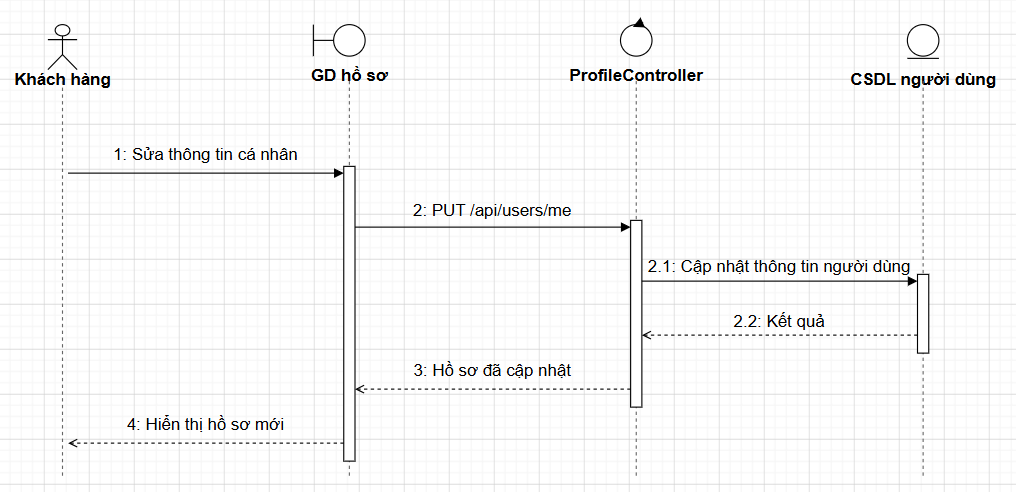 Khách hàng
GD hồ sơ
ProfileController
CSDL người dùng
1: Sửa thông tin cá nhân
2: PUT /api/users/me
2.1: Cập nhật thông tin người dùng
2.2: Kết quả
3: Hồ sơ đã cập nhật
4: Hiển thị hồ sơ mới